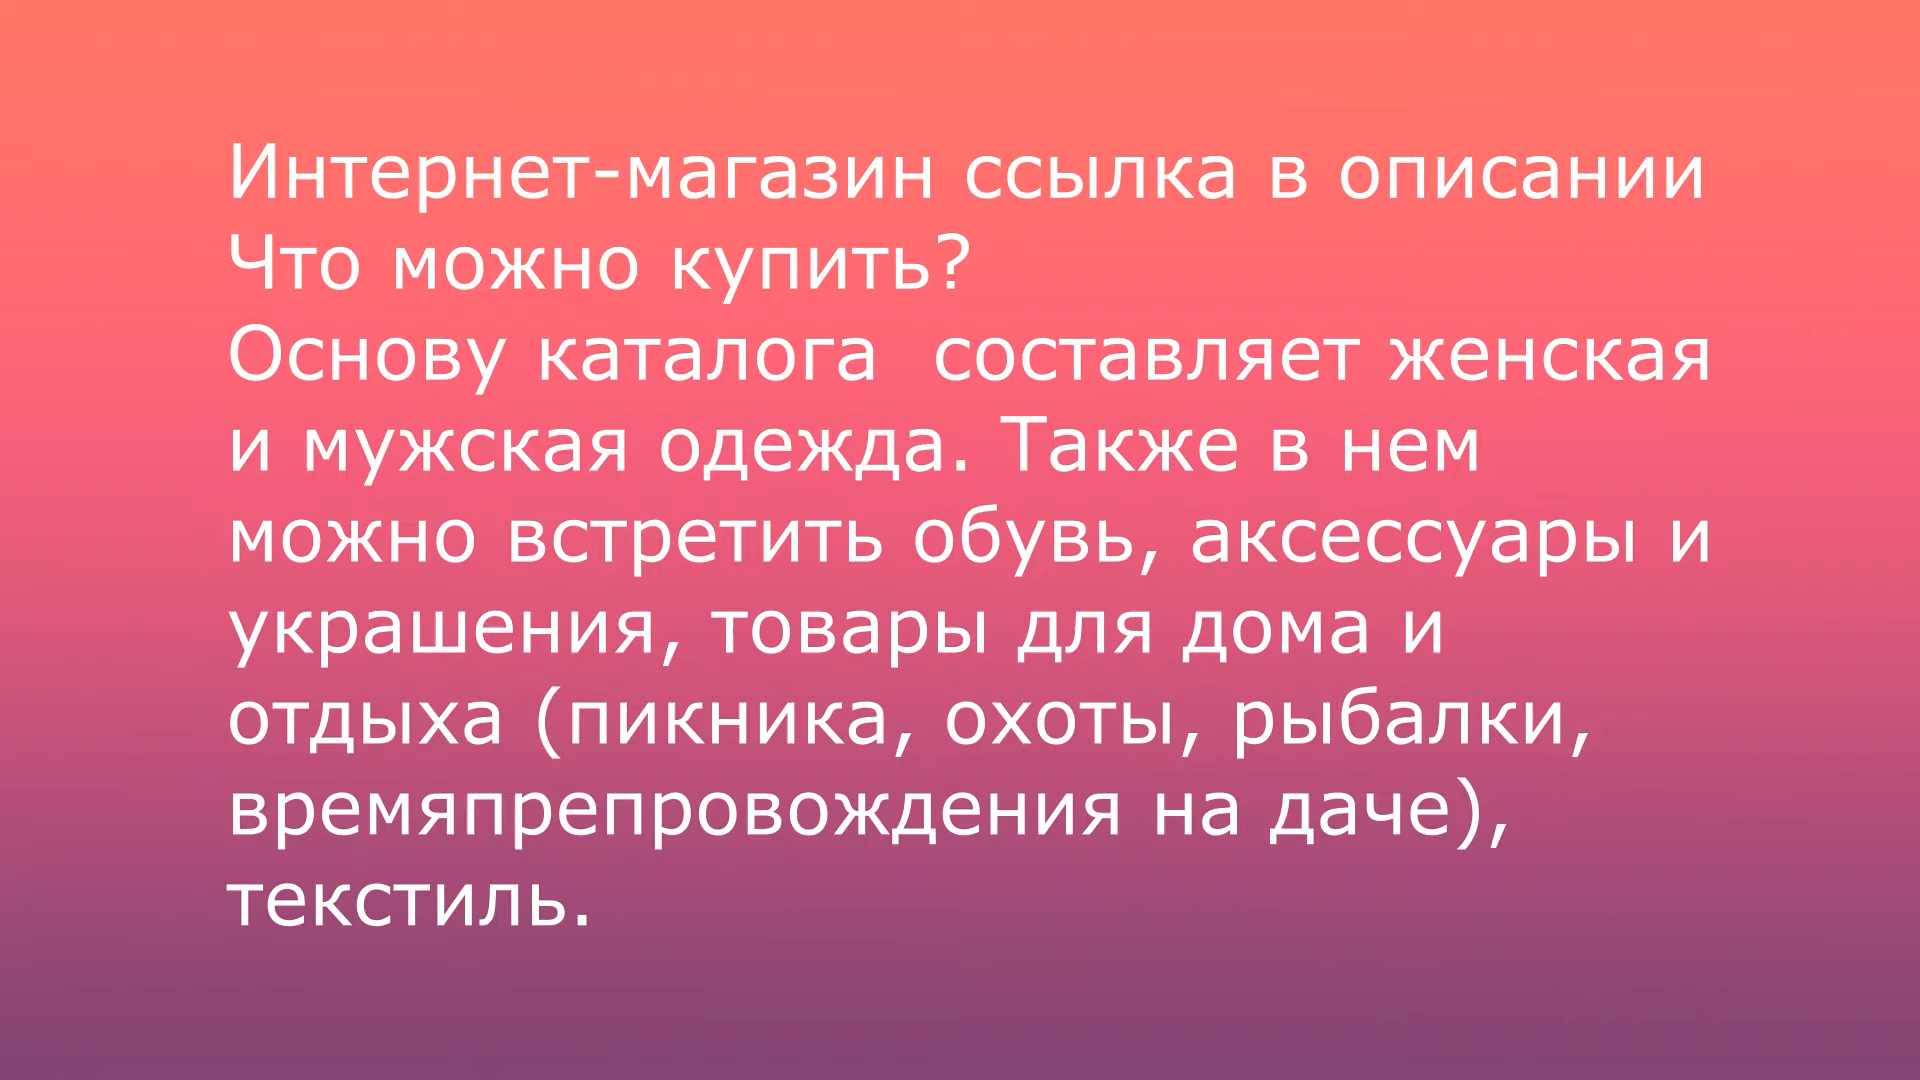 Интернет-магазин ссылка в описании
Что можно купить?
Основу каталога  составляет женская
и мужская одежда. Также в нем
можно встретить обувь, аксессуары и
украшения, товары для дома и
отдыха (пикника, охоты, рыбалки,
времяпрепровождения на даче),
текстиль.